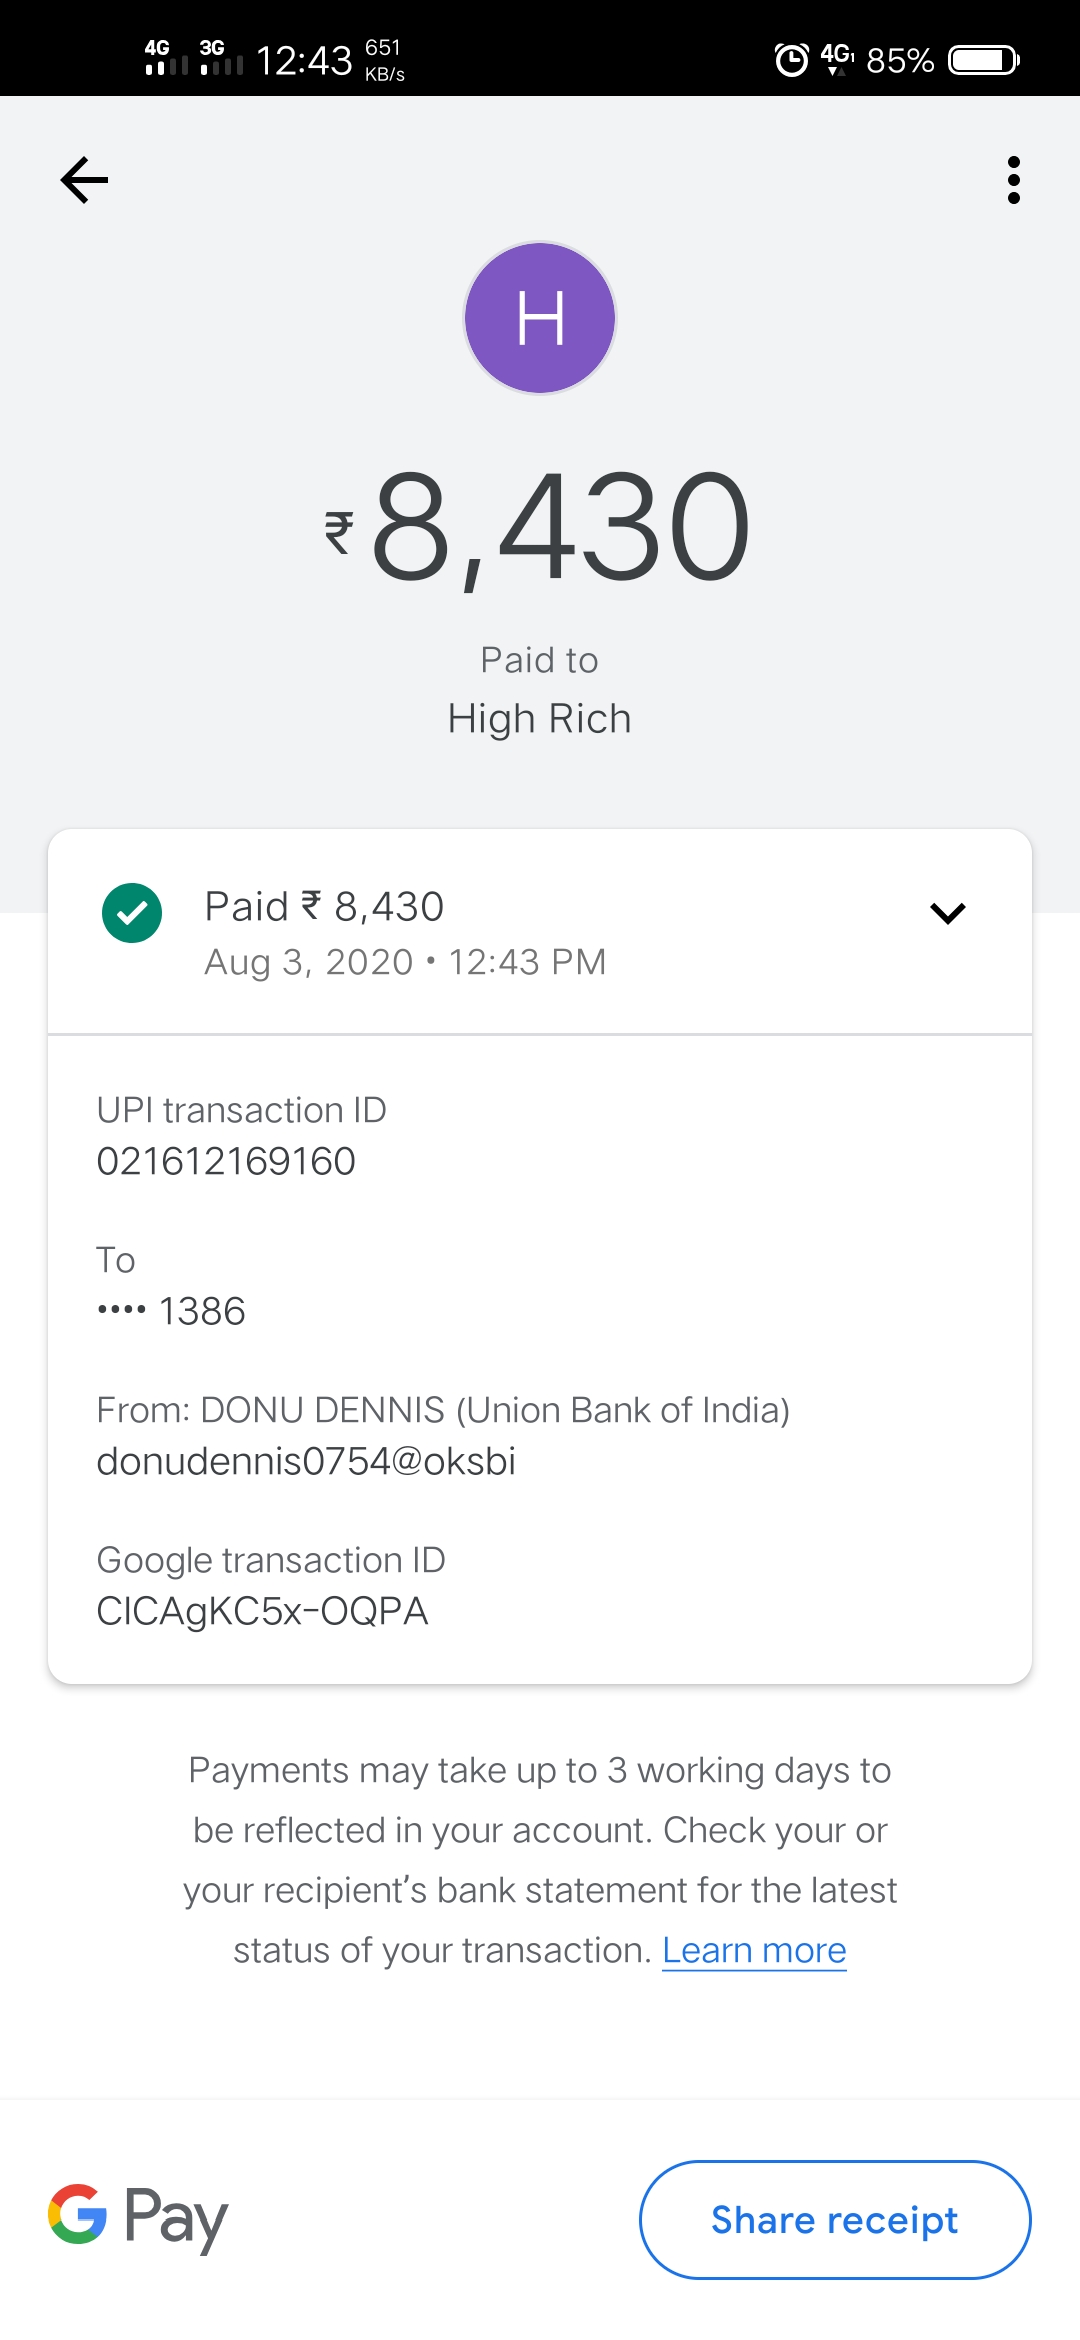 4G 3G 12:43 651 KB/s 4G1 85%
H
₹8,430
Paid to
High Rich
Paid ₹ 8,430
Aug 3, 2020 • 12:43 PM
UPI transaction ID
021612169160
To
•••• 1386
From: DONU DENNIS (Union Bank of India)
donudennis0754@oksbi
Google transaction ID
CICAgKC5x-OQPA
Payments may take up to 3 working days to
be reflected in your account. Check your or
your recipient's bank statement for the latest
status of your transaction. Learn more
G Pay
Share receipt